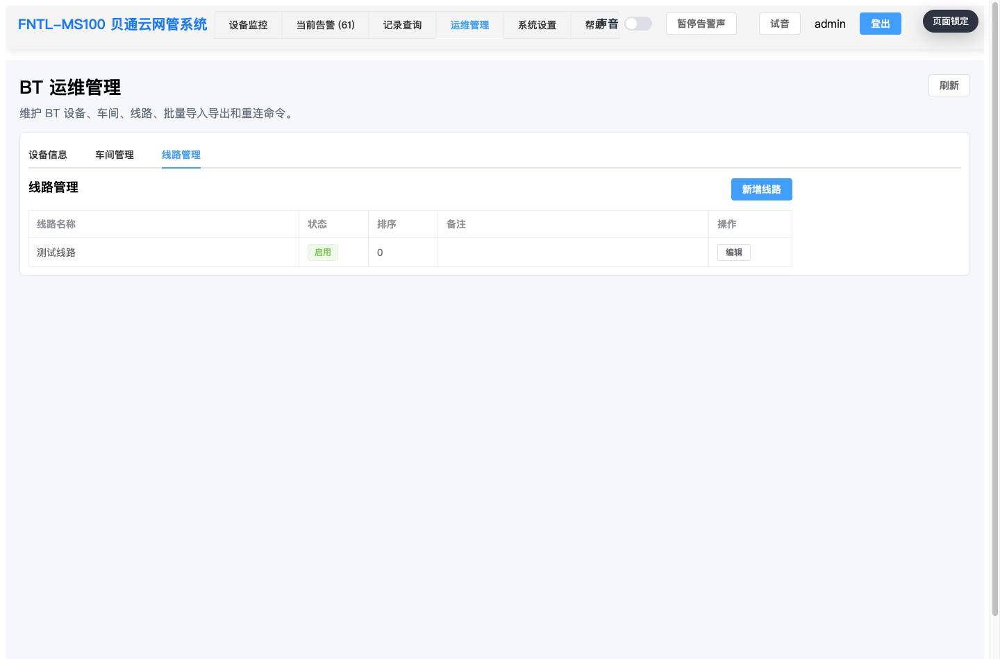 FNTL-MS100 贝通云网管系统 设备监控 当前告警 (61) 记录查询 运维管理 系统设置 帮助 声音 暂停告警声 试音 admin 登出 页面锁定
BT 运维管理 刷新
维护 BT 设备、车间、线路、批量导入导出和重连命令。
设备信息 车间管理 线路管理
线路管理 新增线路
线路名称 状态 排序 备注 操作
测试线路 启用 0 编辑